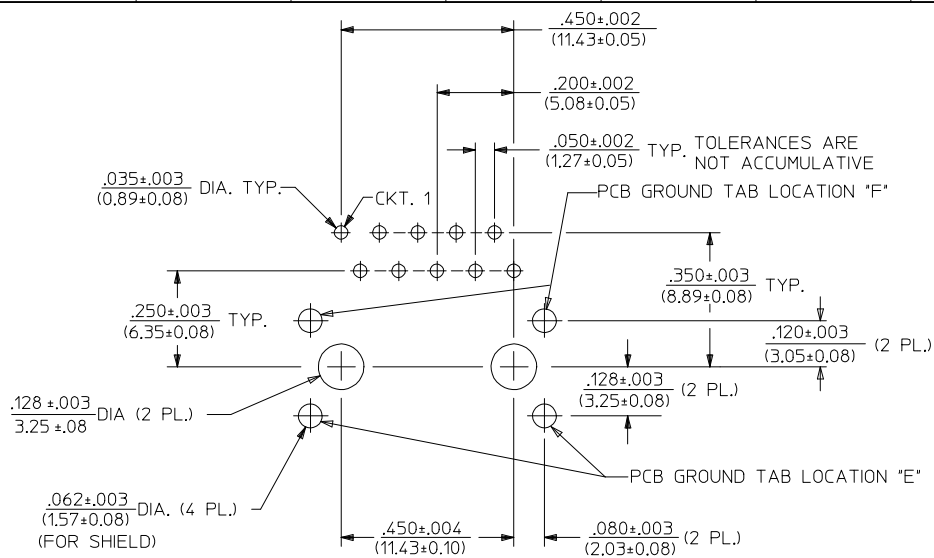 .450±.002
(11.43±0.05)
.200±.002
(5.08±0.05)
.050±.002
(1.27±0.05)
TYP. TOLERANCES ARE
NOT ACCUMULATIVE
.035±.003
(0.89±0.08)
DIA. TYP.
CKT. 1
PCB GROUND TAB LOCATION "F"
.250±.003
(6.35±0.08)
TYP.
.350±.003
(8.89±0.08)
TYP.
.120±.003
(3.05±0.08)
(2 PL.)
.128 ±.003
3.25 ±.08
DIA (2 PL.)
.128±.003
(3.25±0.08)
(2 PL.)
PCB GROUND TAB LOCATION "E"
.062±.003
(1.57±0.08)
DIA. (4 PL.)
(FOR SHIELD)
.450±.004
(11.43±0.10)
.080±.003
(2.03±0.08)
(2 PL.)